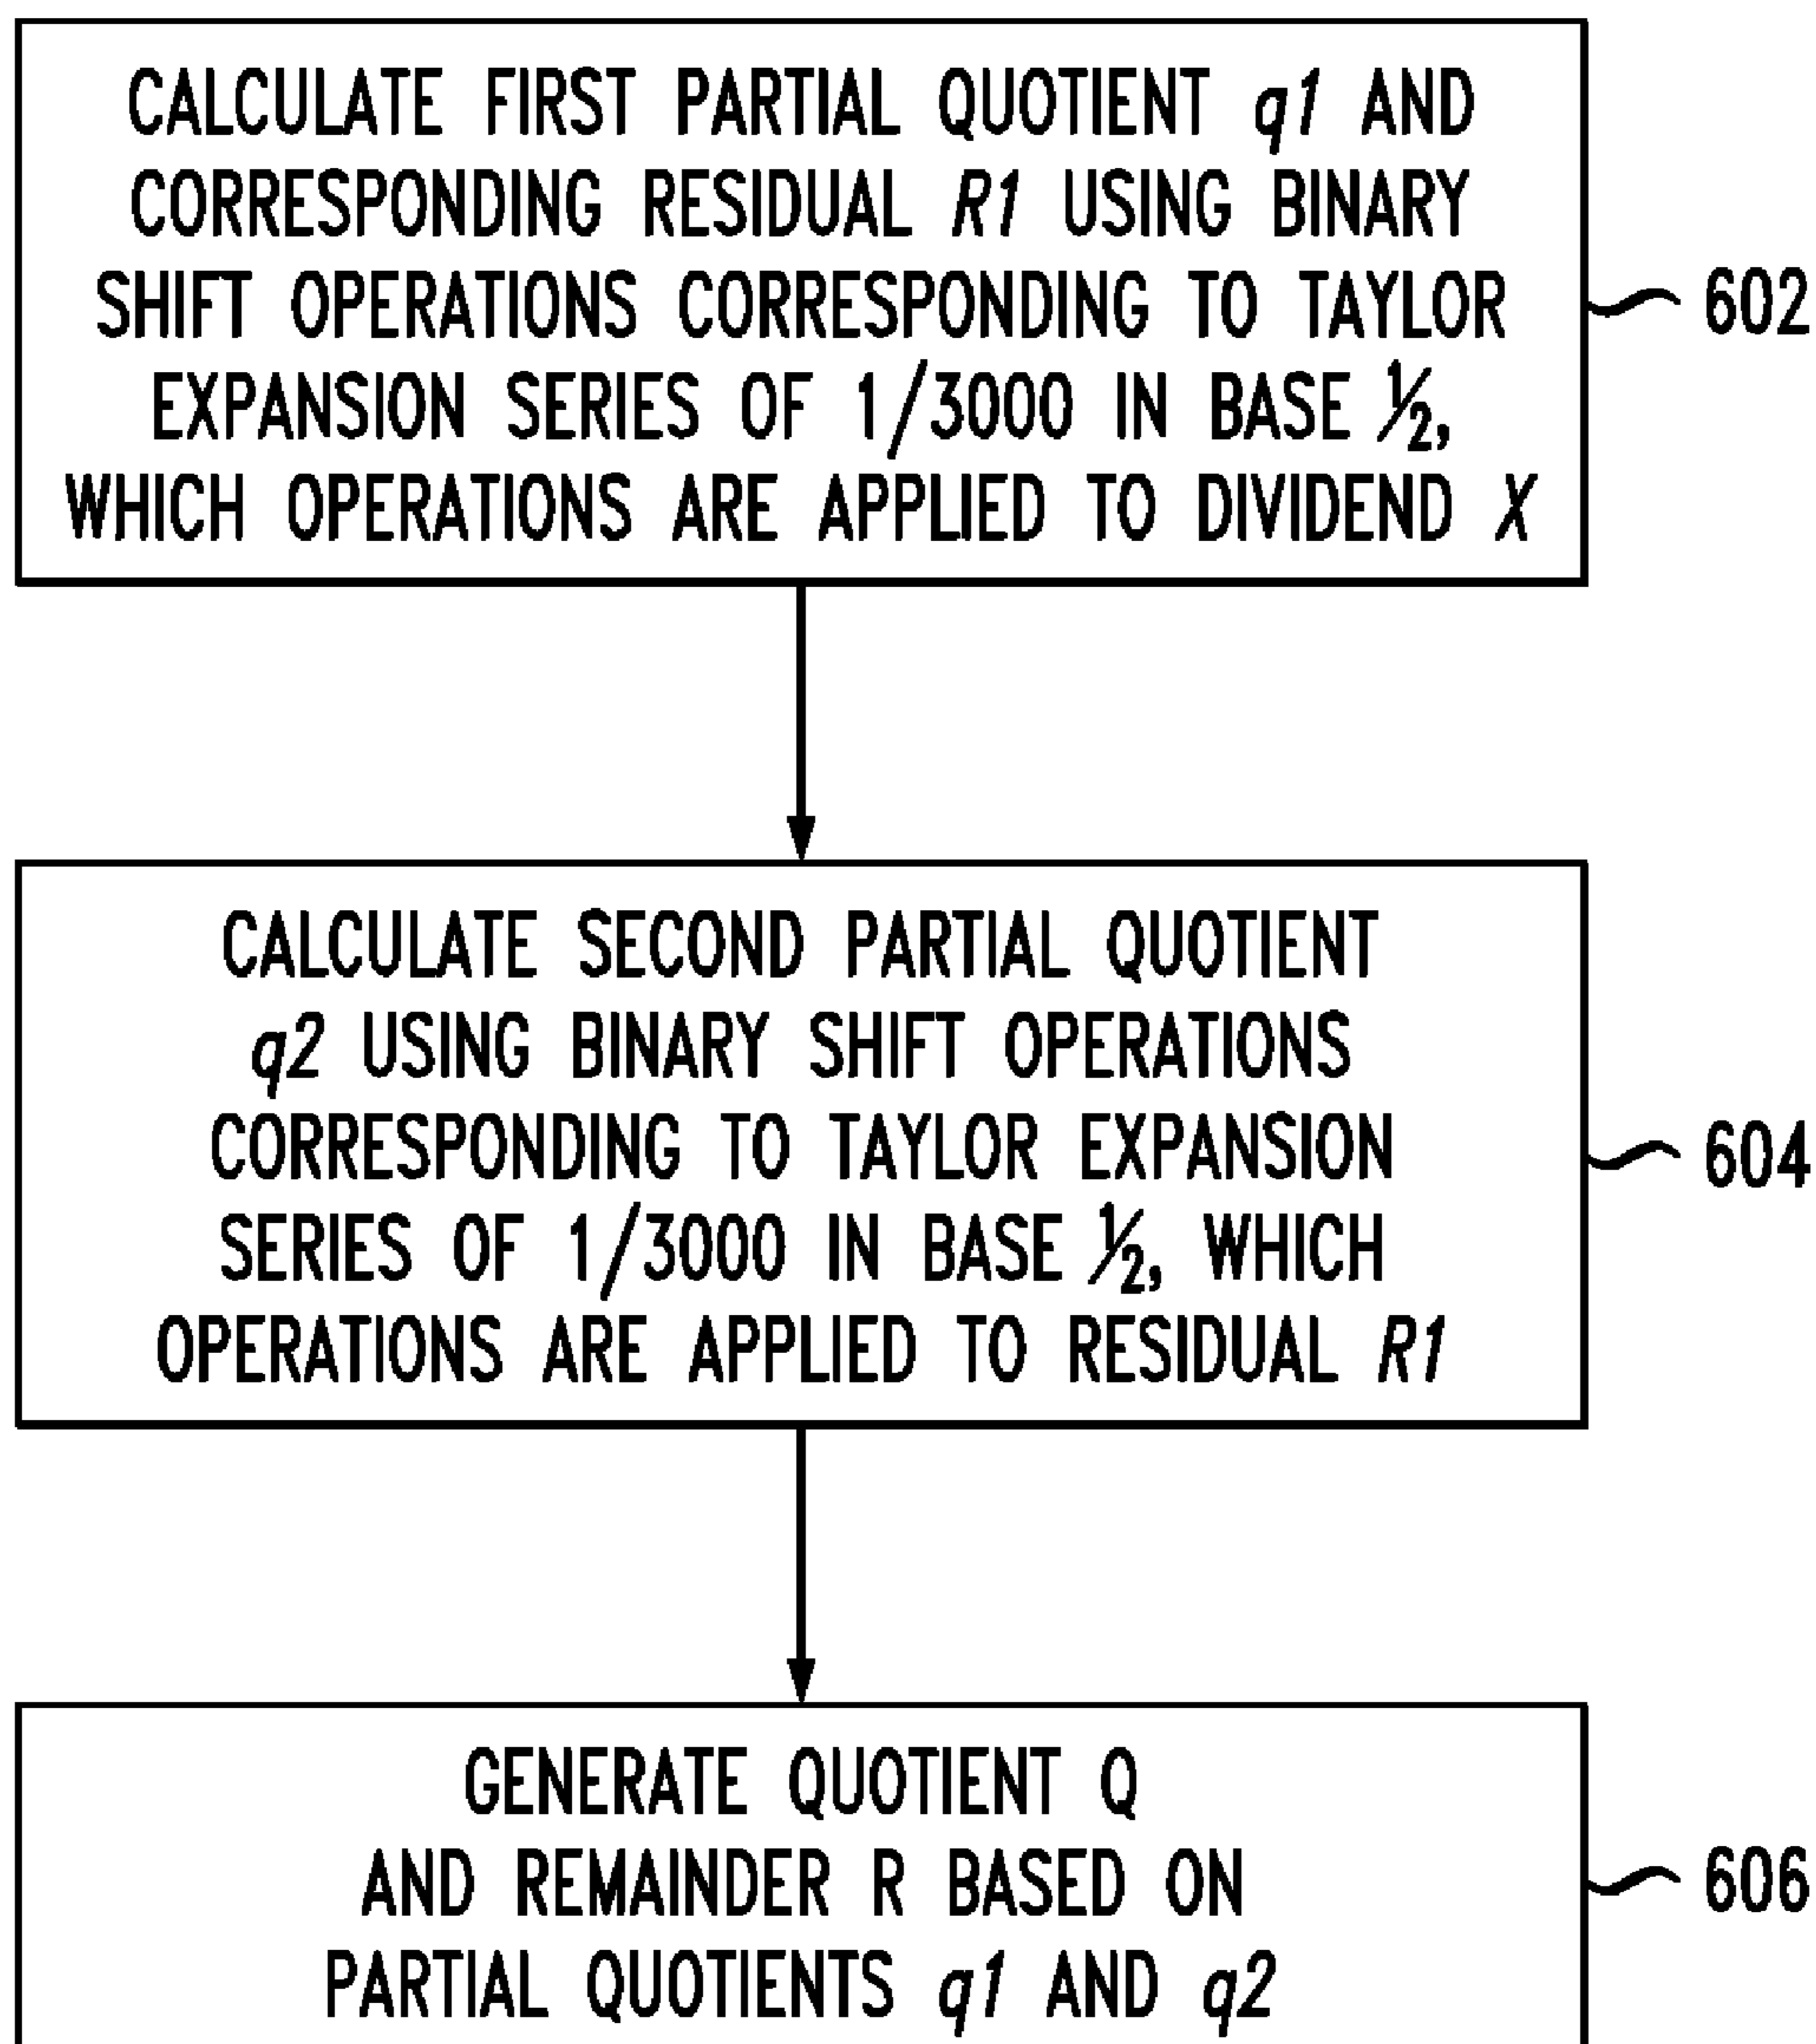 CALCULATE FIRST PARTIAL QUOTIENT q1 AND
CORRESPONDING RESIDUAL R1 USING BINARY
SHIFT OPERATIONS CORRESPONDING TO TAYLOR
EXPANSION SERIES OF 1/3000 IN BASE ½,
WHICH OPERATIONS ARE APPLIED TO DIVIDEND X
602
CALCULATE SECOND PARTIAL QUOTIENT
q2 USING BINARY SHIFT OPERATIONS
CORRESPONDING TO TAYLOR EXPANSION
SERIES OF 1/3000 IN BASE ½, WHICH
OPERATIONS ARE APPLIED TO RESIDUAL R1
604
GENERATE QUOTIENT Q
AND REMAINDER R BASED ON
PARTIAL QUOTIENTS q1 AND q2
606